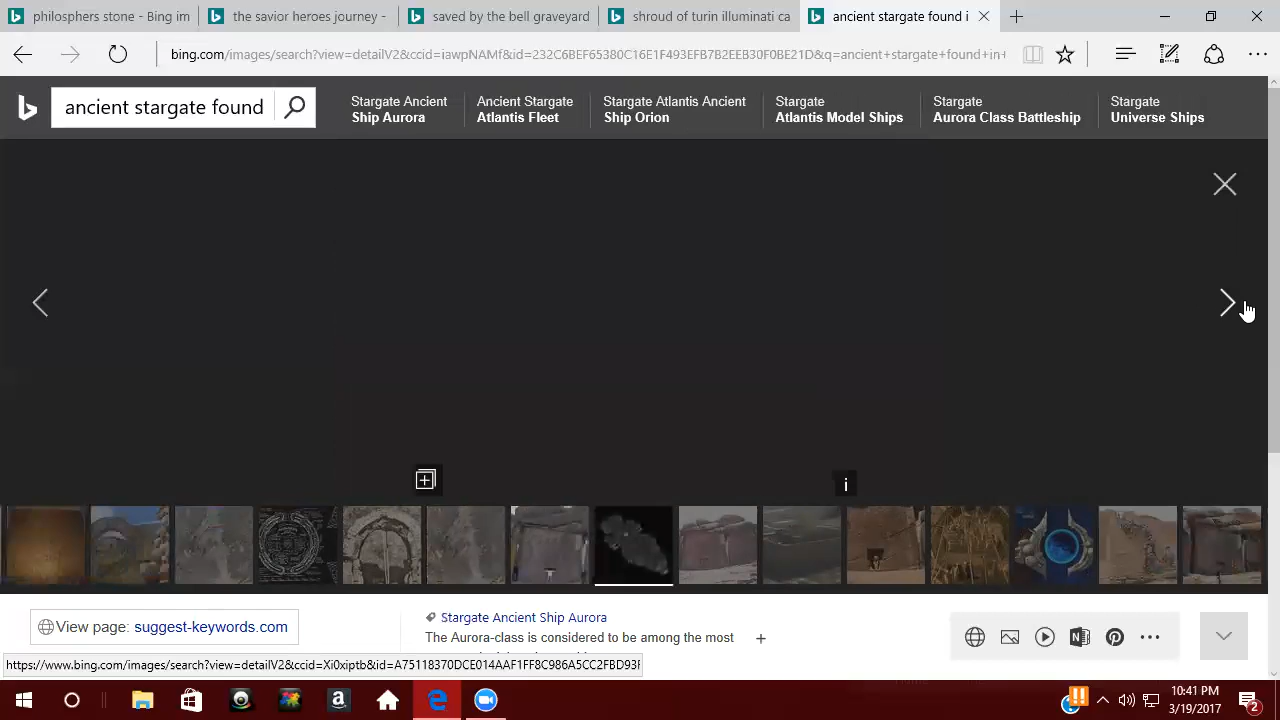 philosophers stone - Bing im
the savior heroes journey -
saved by the bell graveyard
shroud of turin illuminati ca
ancient stargate found i
bing.com/images/search?view=detailV2&ccid=iawpNAMf&id=232C6BEF65380C16E1F493EFB7B2EEB30F0BE21D&q=ancient+stargate+found+in+
ancient stargate found
Stargate Ancient
Ship Aurora
Ancient Stargate
Atlantis Fleet
Stargate Atlantis Ancient
Ship Orion
Stargate
Atlantis Model Ships
Stargate
Aurora Class Battleship
Stargate
Universe Ships
View page: suggest-keywords.com
Stargate Ancient Ship Aurora
The Aurora-class is considered to be among the most
https://www.bing.com/images/search?view=detailV2&ccid=Xi0xiptb&id=A75118370DCE014AAF1FF8C986A5CC2FBD93F
10:41 PM
3/19/2017
2